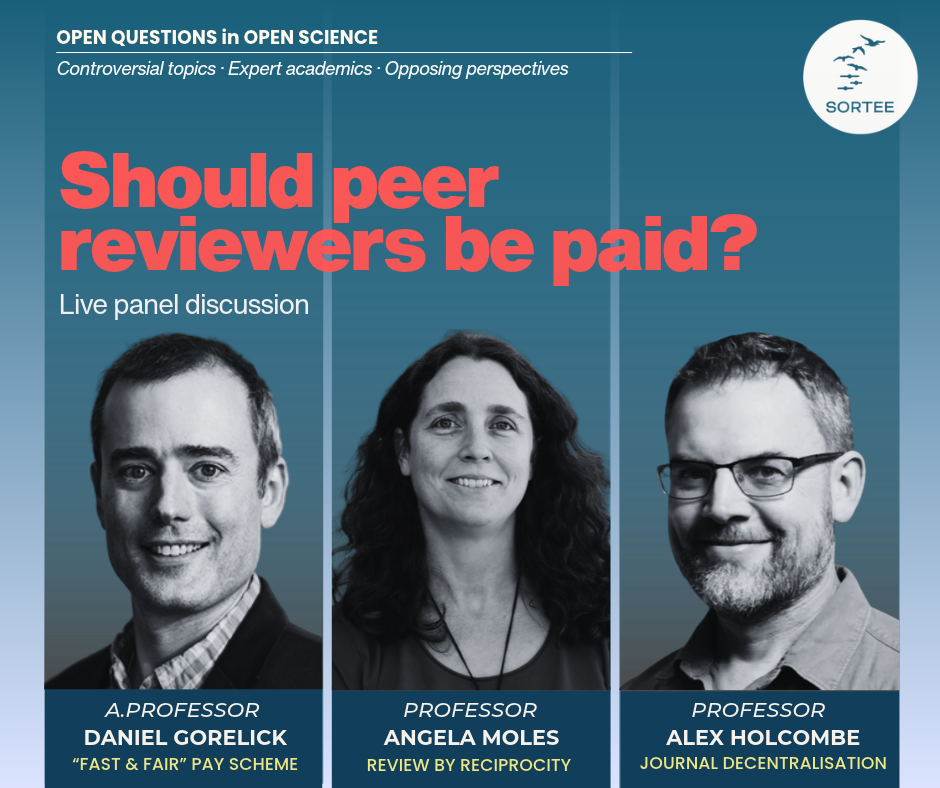 OPEN QUESTIONS in OPEN SCIENCE
Controversial topics · Expert academics · Opposing perspectives
SORTEE
Should peer
reviewers be paid?
Live panel discussion
A.PROFESSOR
DANIEL GORELICK
“FAST & FAIR” PAY SCHEME
PROFESSOR
ANGELA MOLES
REVIEW BY RECIPROCITY
PROFESSOR
ALEX HOLCOMBE
JOURNAL DECENTRALISATION